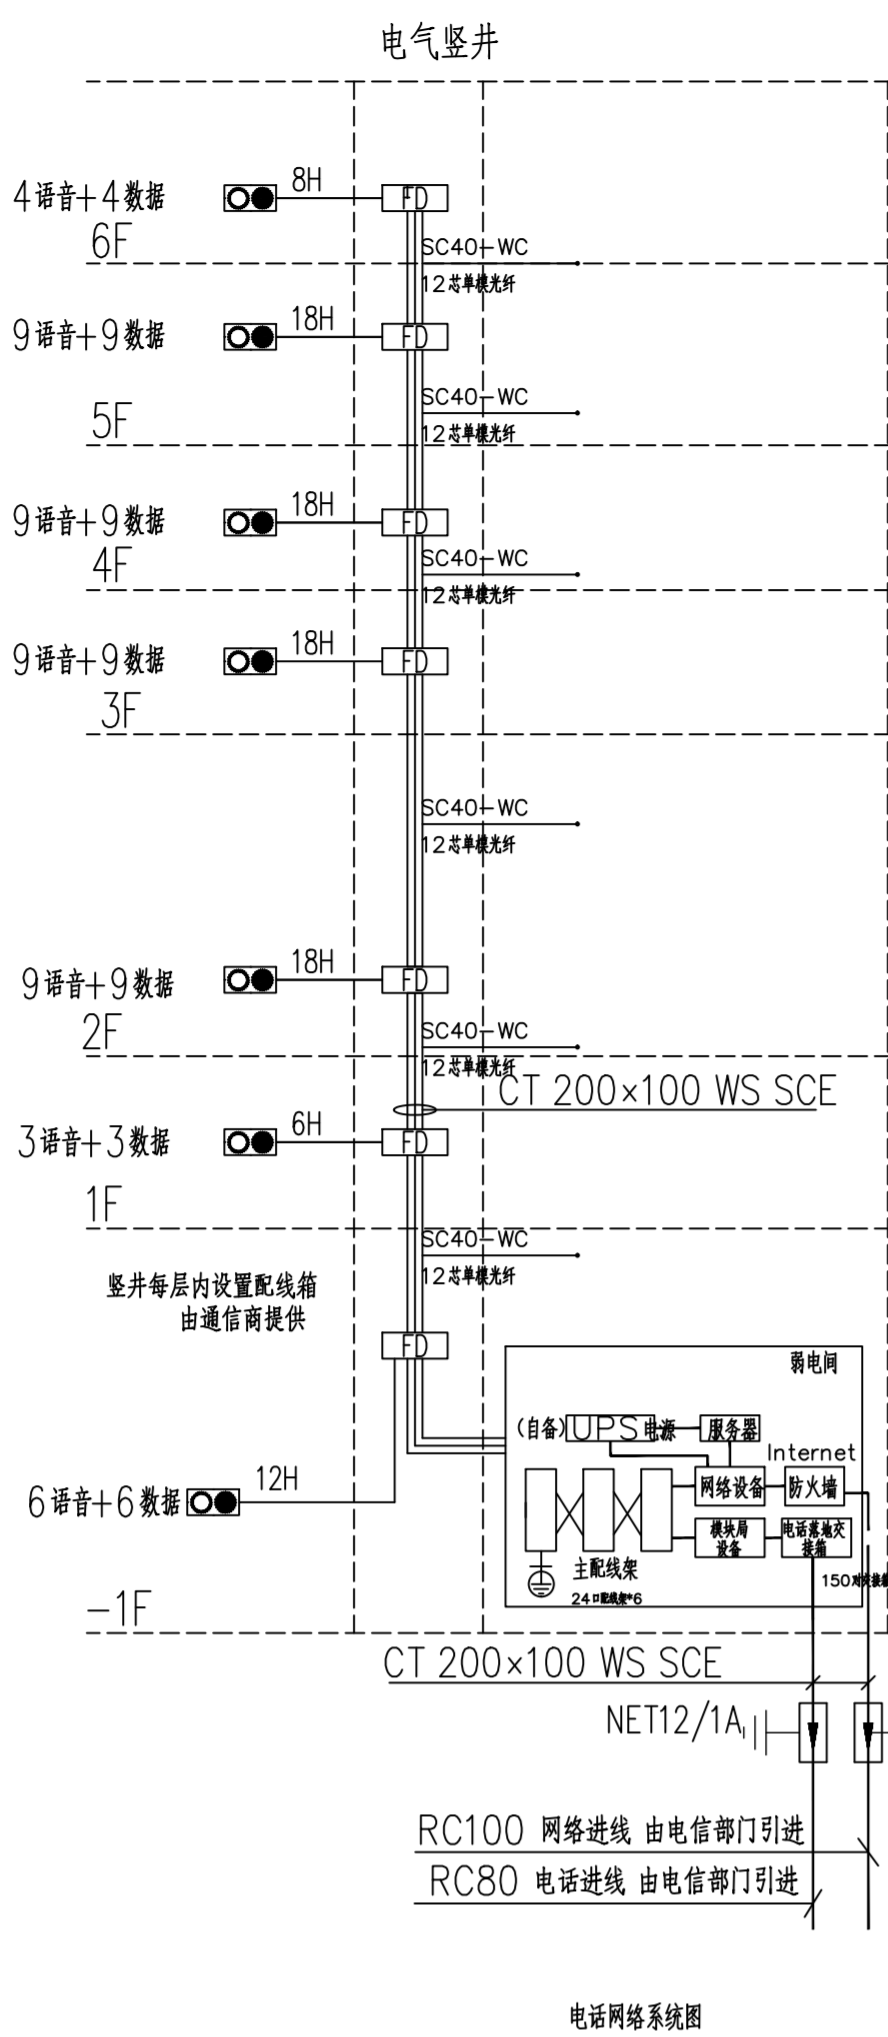 电气竖井
4语音+4数据
8H
FD
6F
SC40-WC
12芯单模光纤
9语音+9数据
18H
FD
5F
SC40-WC
12芯单模光纤
9语音+9数据
18H
FD
4F
SC40-WC
12芯单模光纤
9语音+9数据
18H
FD
3F
SC40-WC
12芯单模光纤
9语音+9数据
18H
FD
2F
SC40-WC
12芯单模光纤
CT 200×100 WS SCE
3语音+3数据
6H
FD
1F
SC40-WC
12芯单模光纤
竖井每层内设置配线箱
由通信商提供
FD
弱电间
(自备)UPS电源
服务器
Internet
网络设备
防火墙
模块局
设备
电话落地交
接箱
主配线架
24口配线架*6
150对交接箱
6语音+6数据
12H
-1F
CT 200×100 WS SCE
NET12/1A
RC100 网络进线 由电信部门引进
RC80 电话进线 由电信部门引进
电话网络系统图